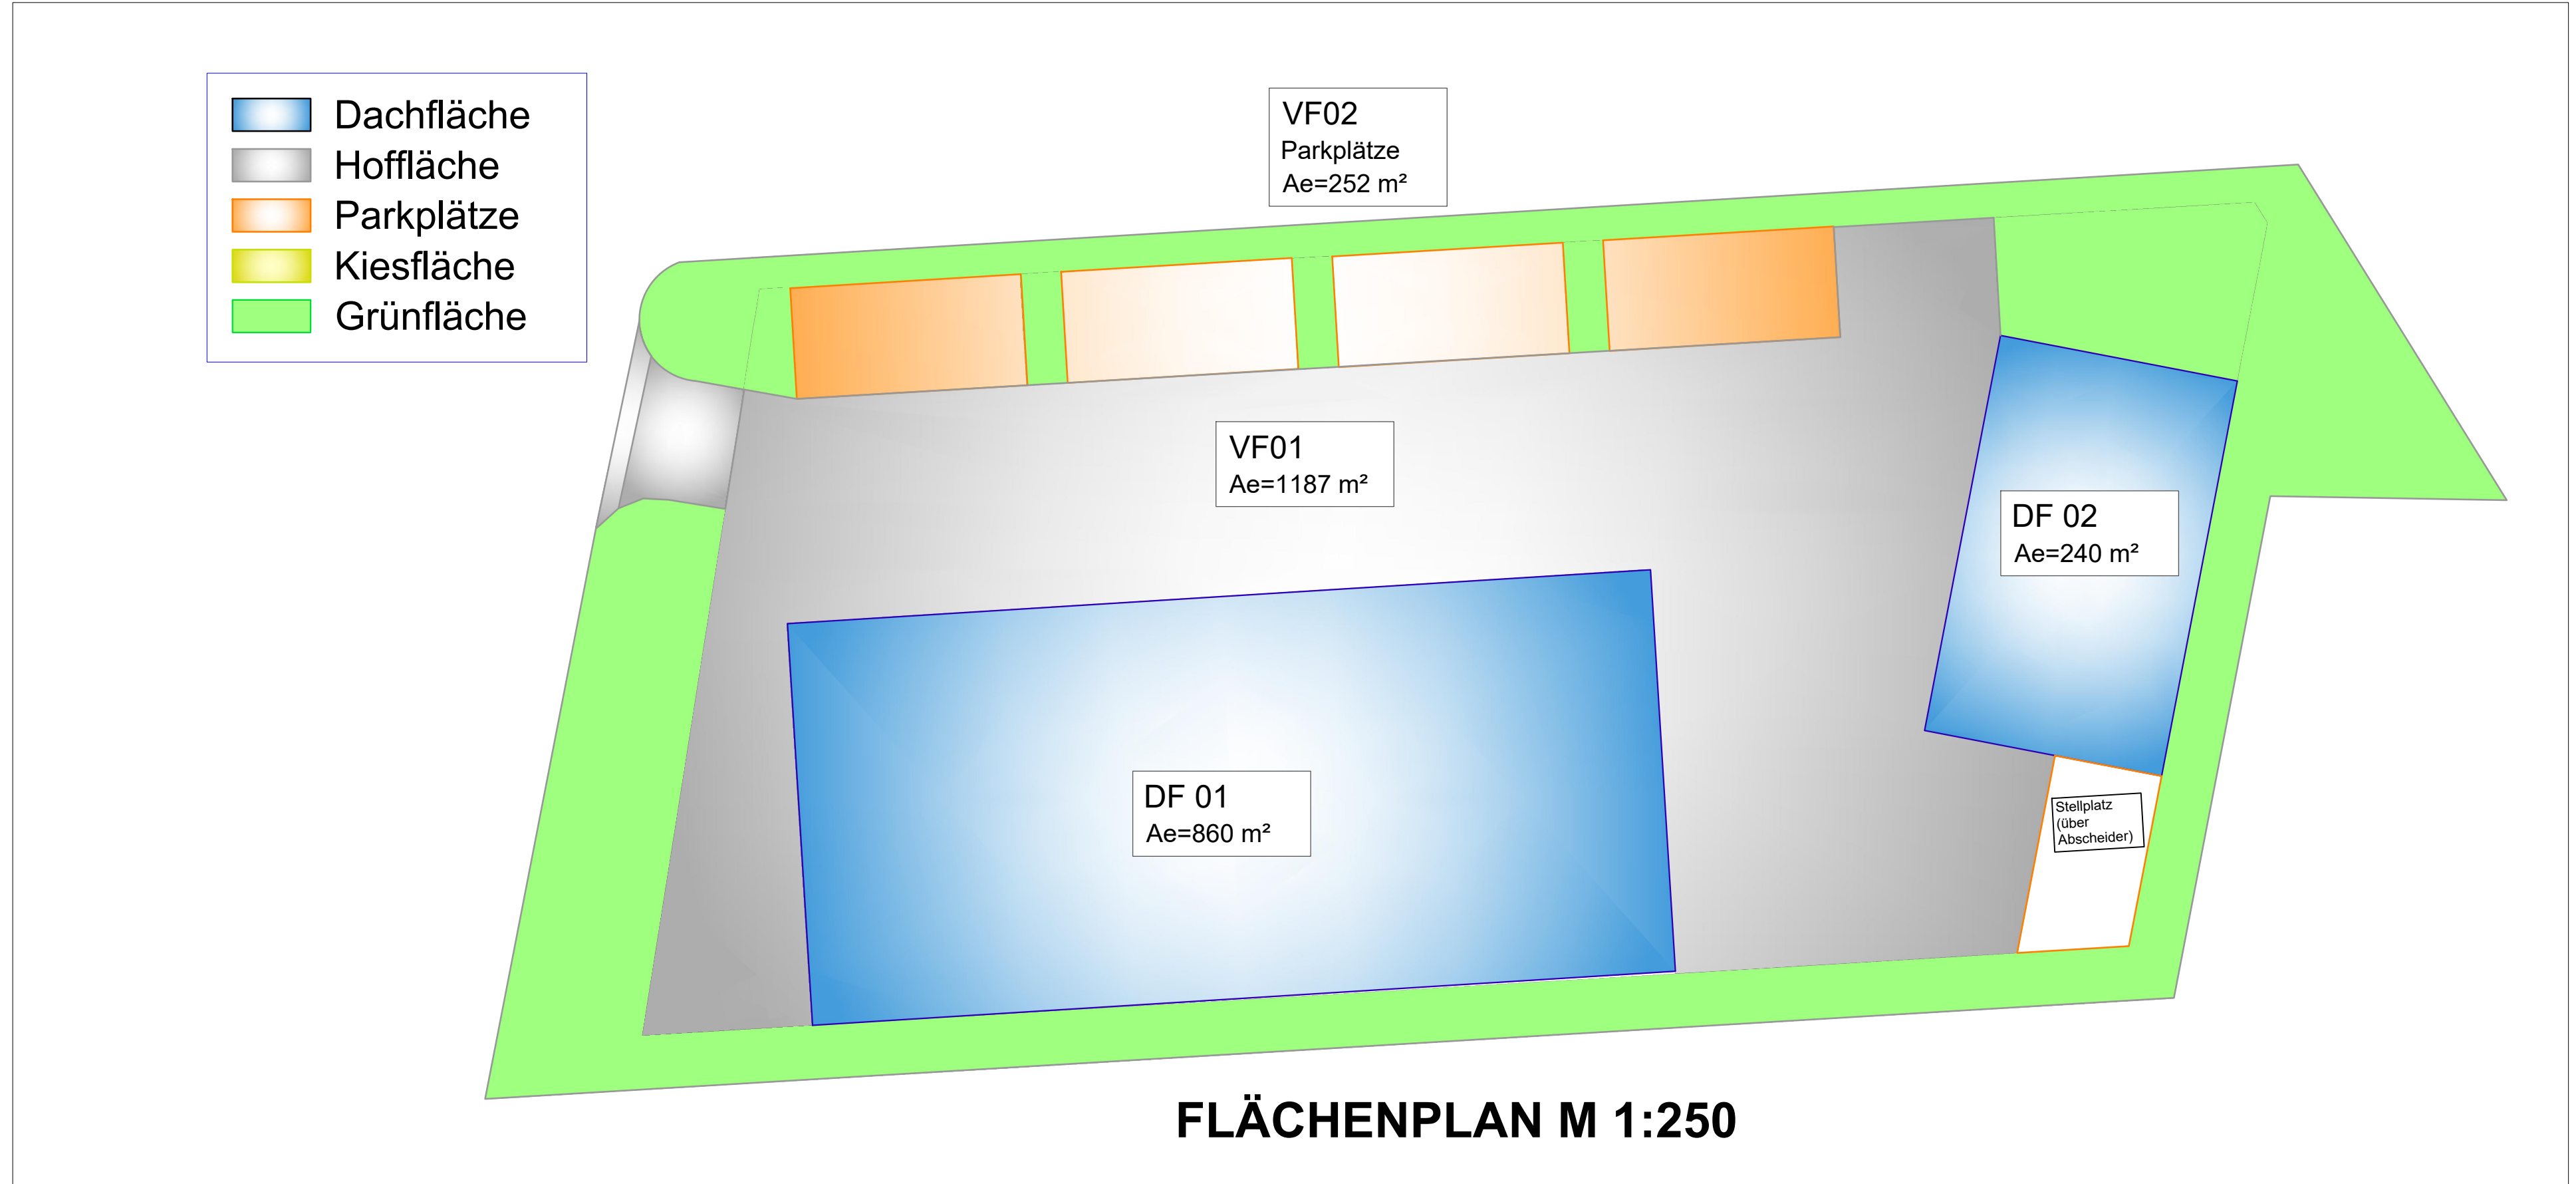 Dachfläche
Hoffläche
Parkplätze
Kiesfläche
Grünfläche
VF02
Parkplätze
Ae=252 m²
VF01
Ae=1187 m²
DF 02
Ae=240 m²
DF 01
Ae=860 m²
Stellplatz
(über
Abscheider)
FLÄCHENPLAN M 1:250